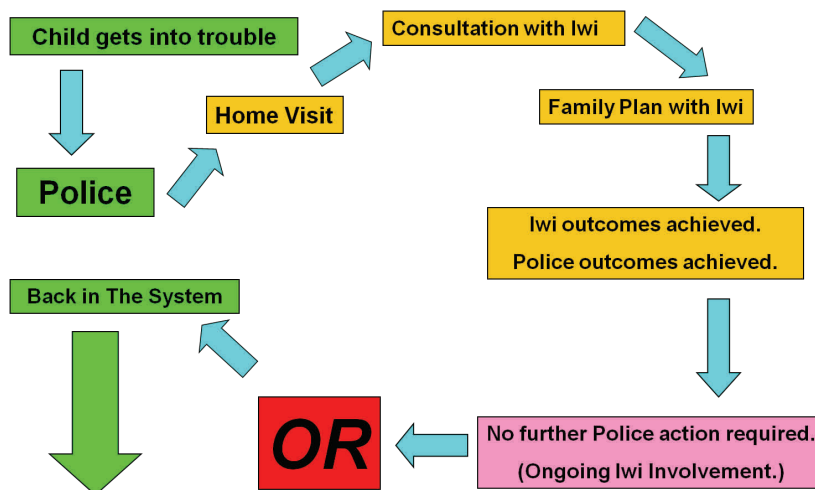 Child gets into trouble
Police
Home Visit
Consultation with Iwi
Family Plan with Iwi
Iwi outcomes achieved.
Police outcomes achieved.
No further Police action required.
(Ongoing Iwi Involvement.)
OR
Back in The System